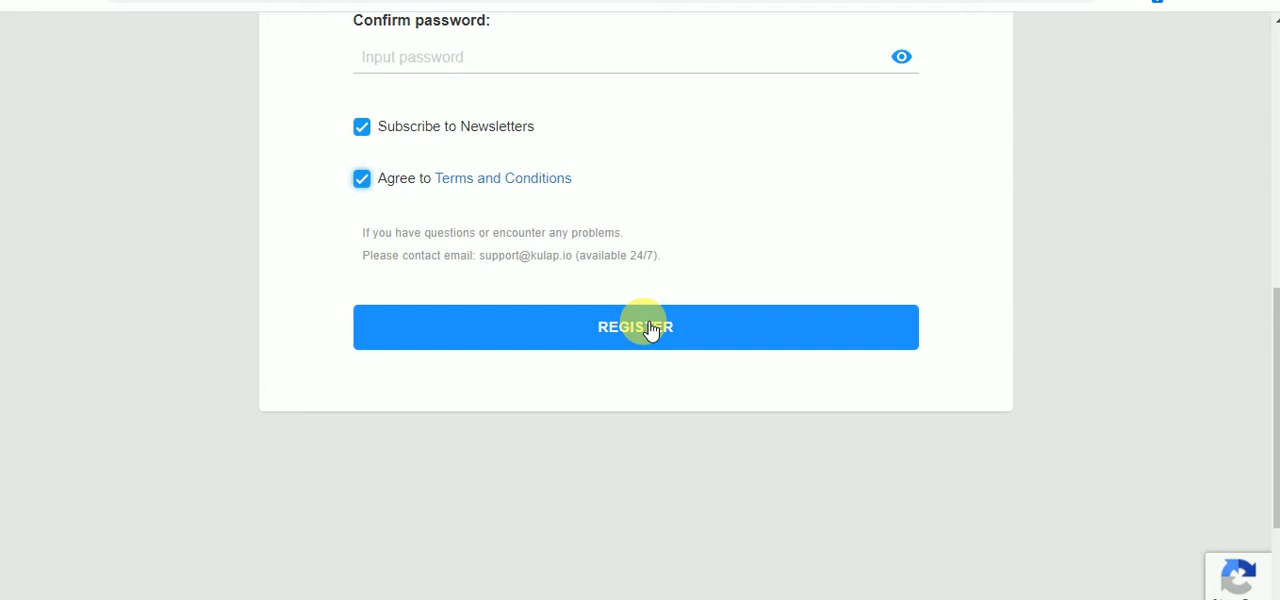 Confirm password:
Input password
Subscribe to Newsletters
Agree to Terms and Conditions
If you have questions or encounter any problems.
Please contact email: support@kulap.io (available 24/7).
REGISTER